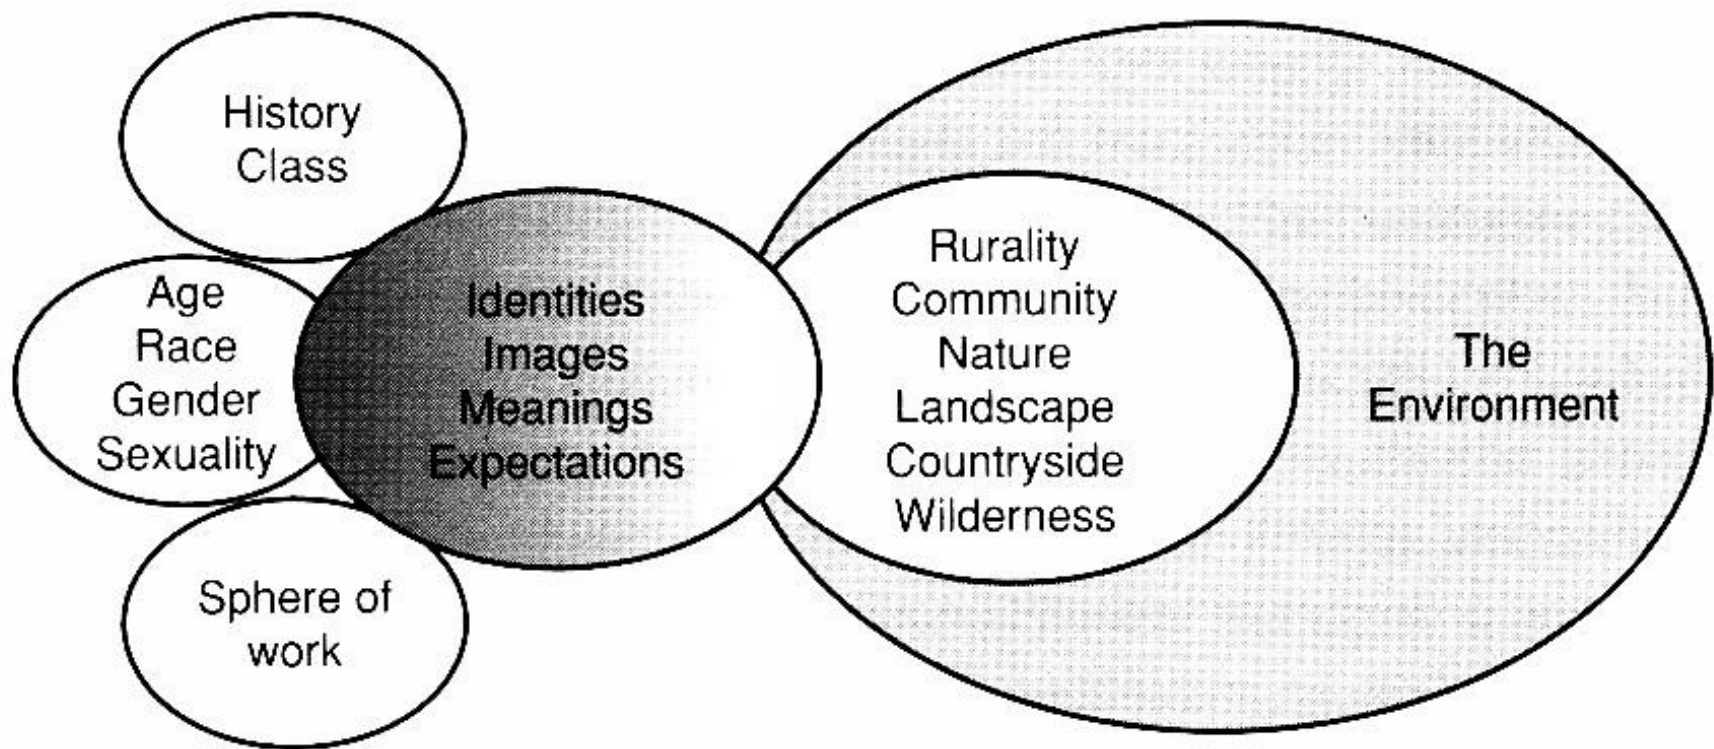 History
Class
Age
Race
Gender
Sexuality
Sphere of
work
Identities
Images
Meanings
Expectations
Rurality
Community
Nature
Landscape
Countryside
Wilderness
The
Environment